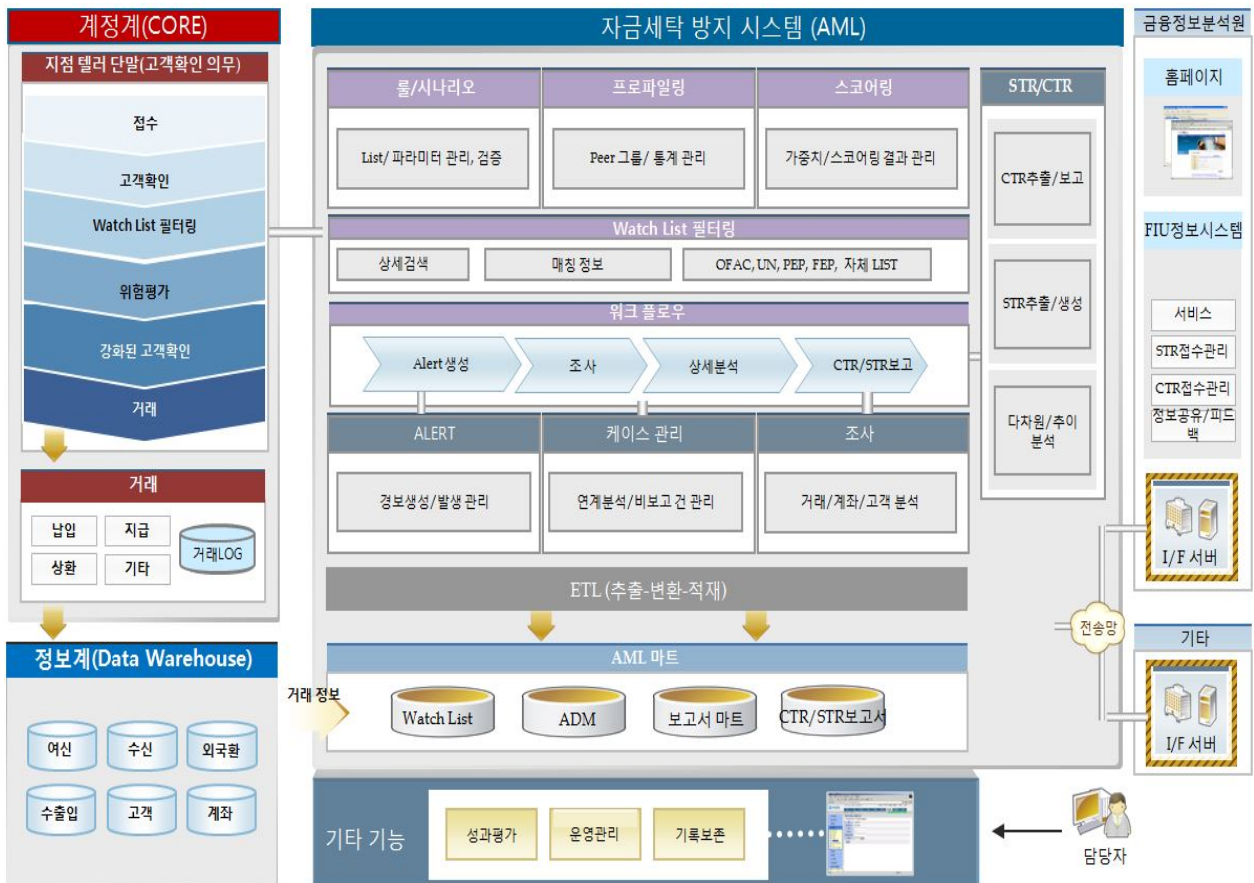 계정계(CORE)
지점 텔러 단말(고객확인 의무)
접수
고객확인
Watch List 필터링
위험평가
강화된 고객확인
거래
거래
납입
지급
상환
기타
거래LOG
정보계(Data Warehouse)
여신
수신
외국환
수출입
고객
계좌
거래 정보
자금세탁 방지 시스템 (AML)
룰/시나리오
List/ 파라미터 관리, 검증
프로파일링
Peer 그룹/ 통계 관리
스코어링
가중치/스코어링 결과 관리
Watch List 필터링
상세검색
매칭 정보
OFAC, UN, PEP, FEP, 자체 LIST
워크 플로우
Alert 생성
조사
상세분석
CTR/STR보고
ALERT
경보생성/발생 관리
케이스 관리
연계분석/비보고 건 관리
조사
거래/계좌/고객 분석
STR/CTR
CTR추출/보고
STR추출/생성
다차원/추이
분석
ETL (추출-변환-적재)
AML 마트
Watch List
ADM
보고서 마트
CTR/STR보고서
기타 기능
성과평가
운영관리
기록보존
담당자
금융정보분석원
홈페이지
FIU정보시스템
서비스
STR접수관리
CTR접수관리
정보공유/피드
백
I/F 서버
전송망
기타
I/F 서버